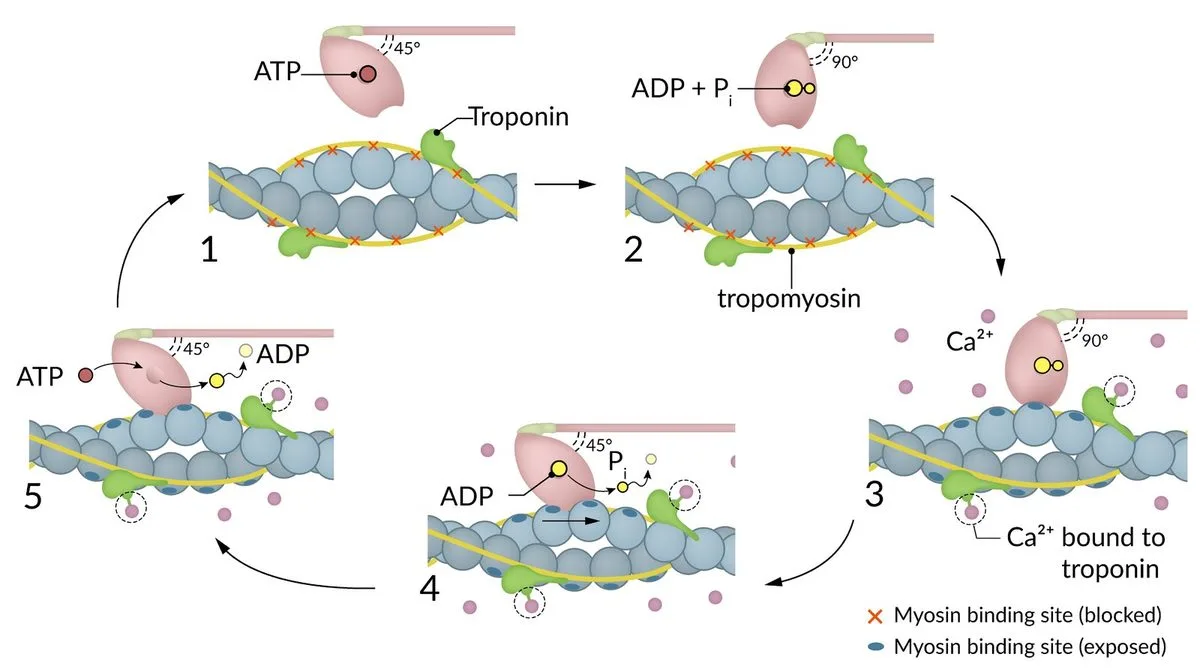 45°
ATP
Troponin
1
90°
ADP + Pi
2
tropomyosin
Ca²⁺
90°
3
Ca²⁺ bound to
troponin
45°
Pi
ADP
4
45°
ADP
ATP
5
Myosin binding site (blocked)
Myosin binding site (exposed)